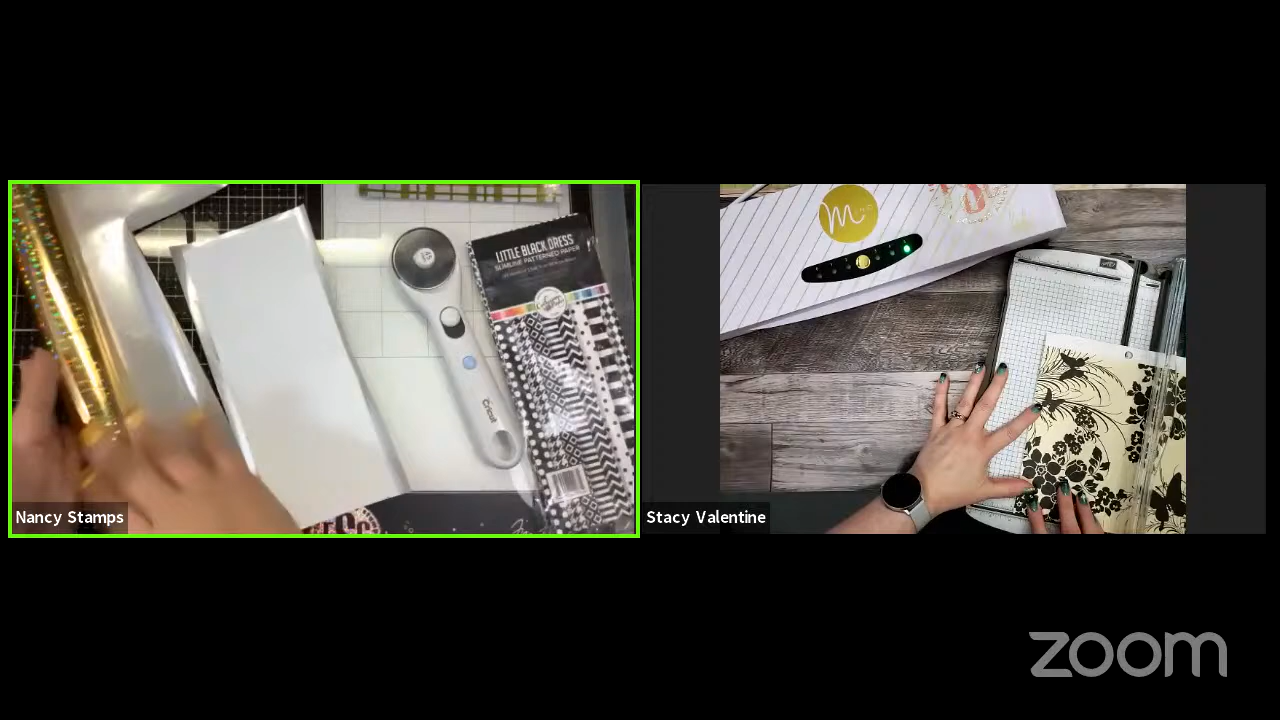 LITTLE BLACK DRESS
SLIMLINE PATTERNED PAPER
Cricut
Nancy Stamps
Stacy Valentine
zoom